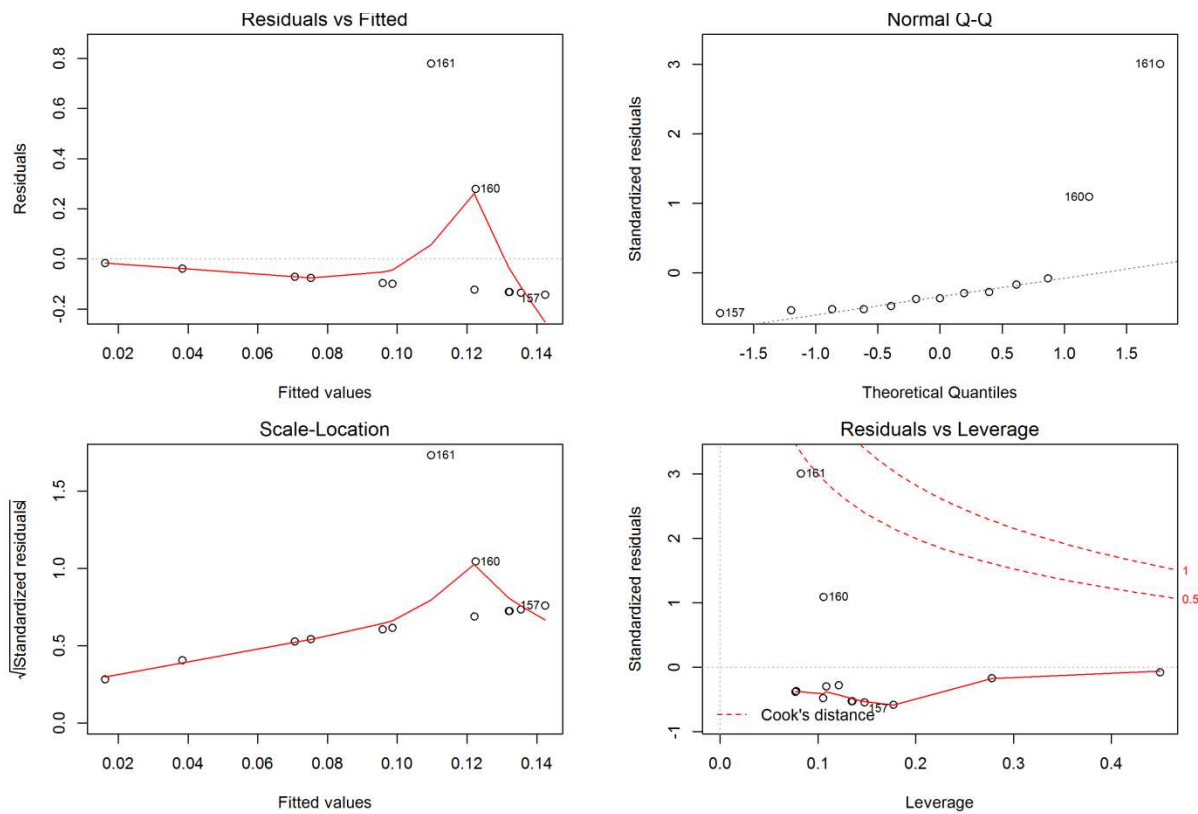 Residuals vs Fitted
Residuals
0.8
0.6
0.4
0.2
0.0
-0.2
161
160
157
0.02 0.04 0.06 0.08 0.10 0.12 0.14
Fitted values
Normal Q-Q
Standardized residuals
3
2
1
0
161
160
157
-1.5 -1.0 -0.5 0.0 0.5 1.0 1.5
Theoretical Quantiles
Scale-Location
√|Standardized residuals|
1.5
1.0
0.5
0.0
161
160
157
0.02 0.04 0.06 0.08 0.10 0.12 0.14
Fitted values
Residuals vs Leverage
Standardized residuals
3
2
1
0
-1
161
160
1
0.5
157
Cook's distance
0.0 0.1 0.2 0.3 0.4
Leverage